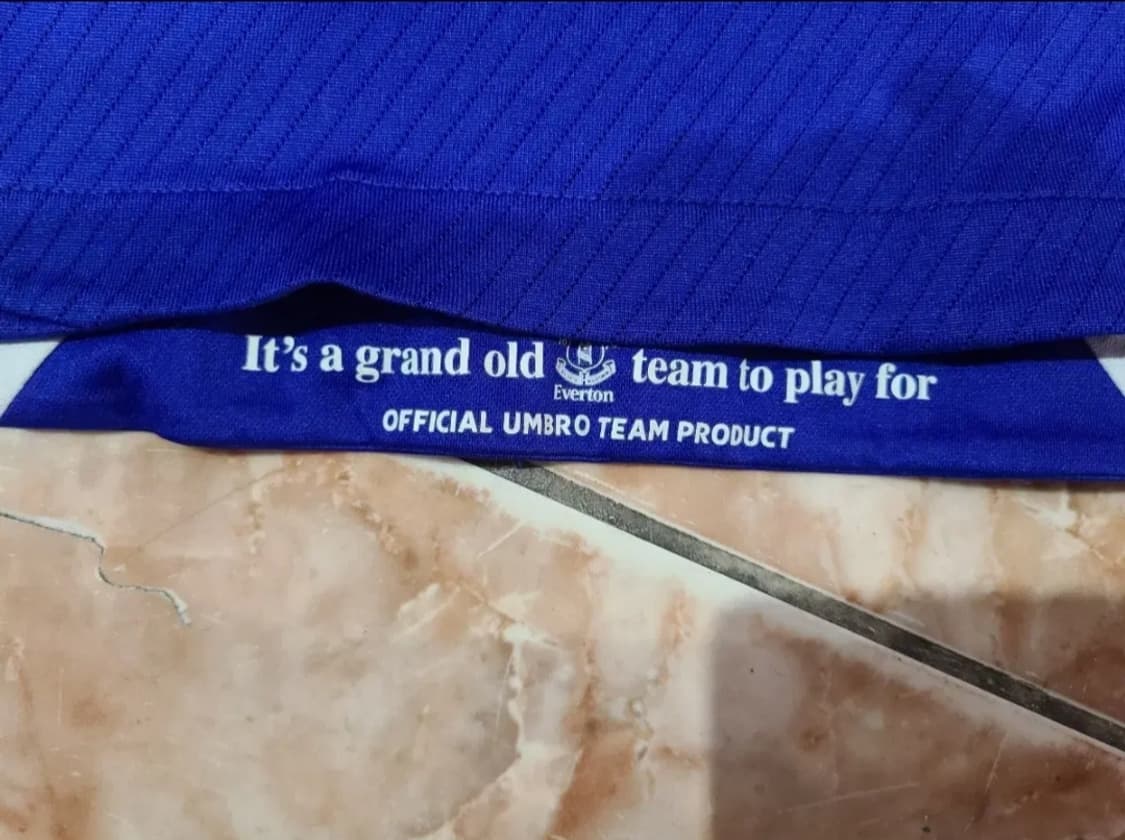 It's a grand old team to play for
Everton
OFFICIAL UMBRO TEAM PRODUCT